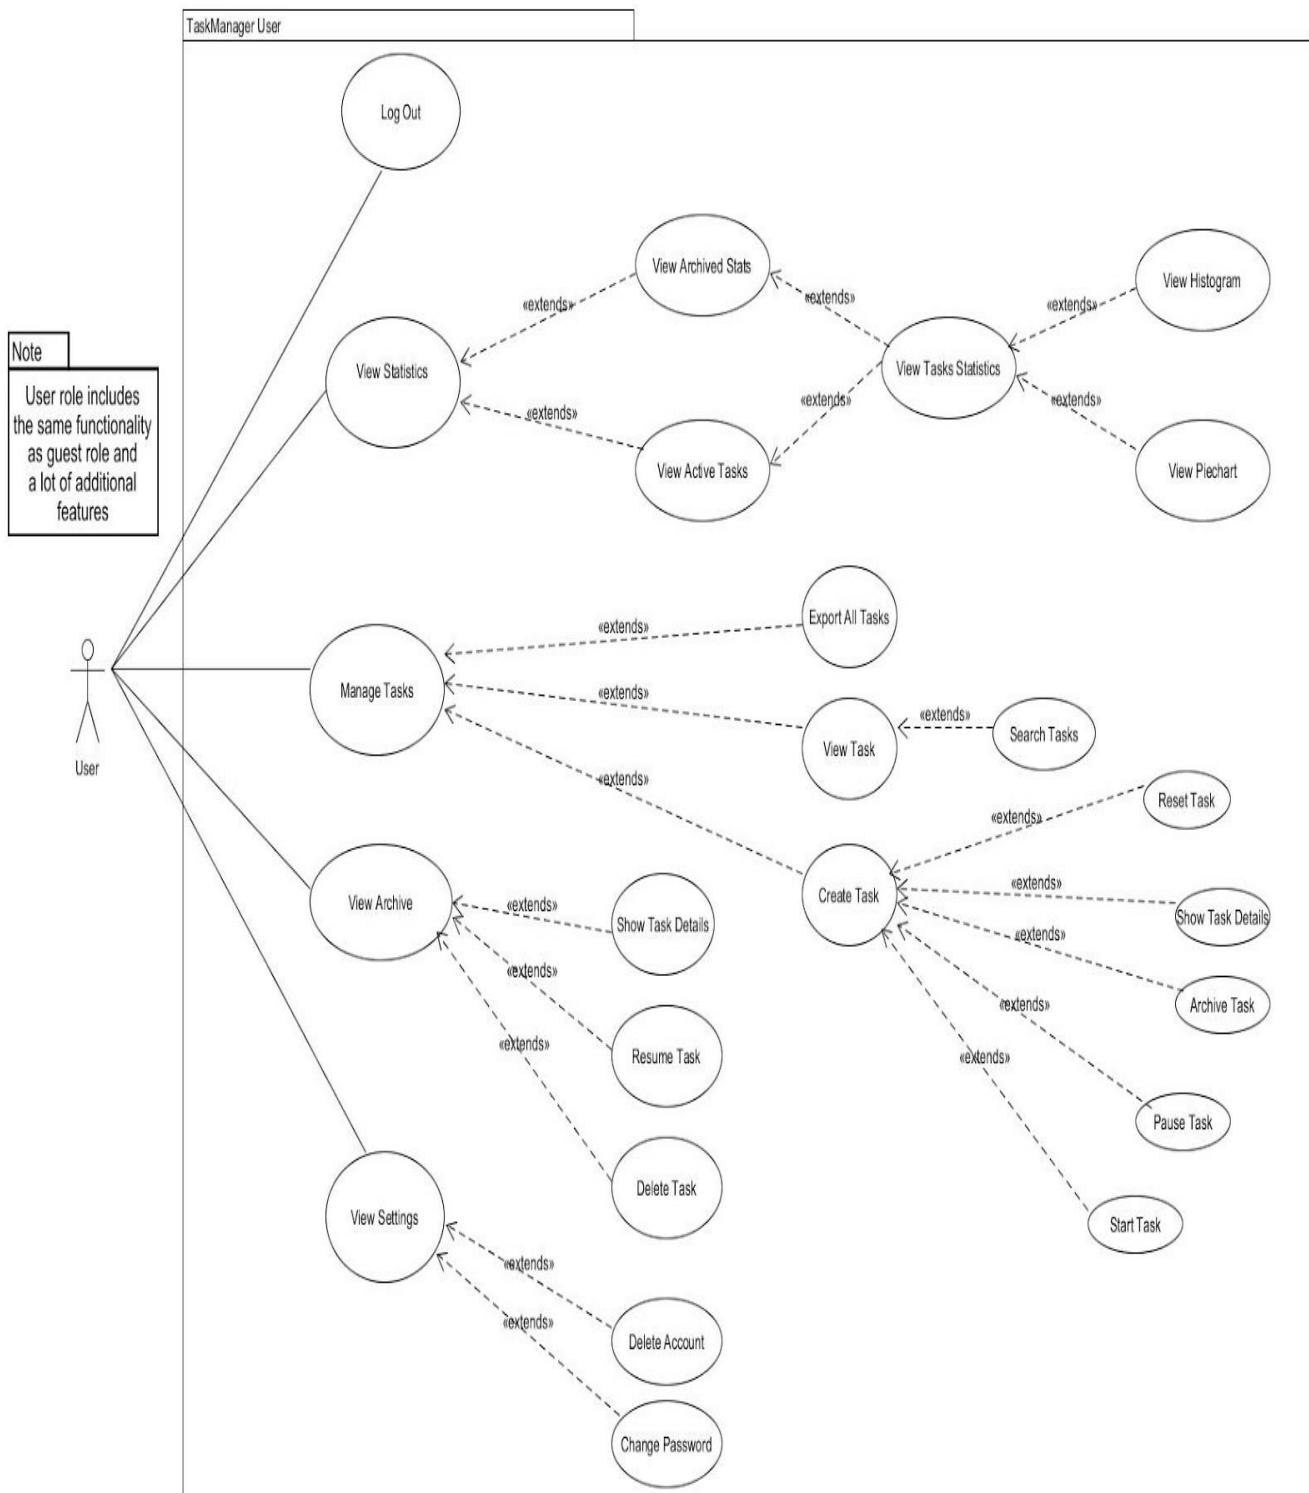 TaskManager User
Log Out
View Archived Stats
View Histogram
«extends»
«extends»
«extends»
Note
User role includes
the same functionality
as guest role and
a lot of additional
features
View Statistics
View Tasks Statistics
«extends»
«extends»
«extends»
View Active Tasks
View Piechart
Export All Tasks
«extends»
Manage Tasks
«extends»
«extends»
Search Tasks
View Task
User
«extends»
Reset Task
«extends»
Create Task
«extends»
View Archive
«extends»
Show Task Details
Show Task Details
«extends»
«extends»
Archive Task
«extends»
Resume Task
«extends»
«extends»
Pause Task
Delete Task
View Settings
Start Task
«extends»
«extends»
Delete Account
Change Password